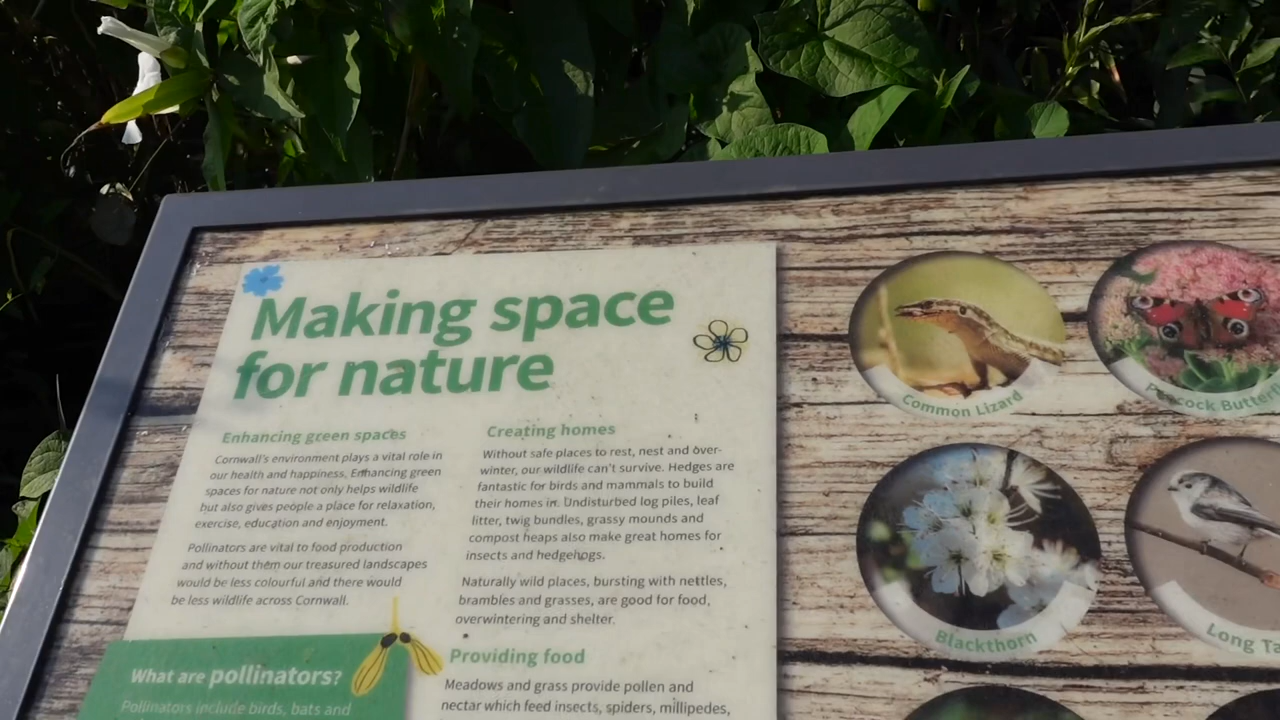 Making space
for nature
Enhancing green spaces
Cornwall's environment plays a vital role in
our health and happiness. Enhancing green
spaces for nature not only helps wildlife
but also gives people a place for relaxation,
exercise, education and enjoyment.
Pollinators are vital to food production
and without them our treasured landscapes
would be less colourful and there would
be less wildlife across Cornwall.
What are pollinators?
Pollinators include birds, bats and
Creating homes
Without safe places to rest, nest and over-
winter, our wildlife can't survive. Hedges are
fantastic for birds and mammals to build
their homes in. Undisturbed log piles, leaf
litter, twig bundles, grassy mounds and
compost heaps also make great homes for
insects and hedgehogs.
Naturally wild places, bursting with nettles,
brambles and grasses, are good for food,
overwintering and shelter.
Providing food
Meadows and grass provide pollen and
nectar which feed insects, spiders, millipedes,
Common Lizard
Peacock Butterf
Blackthorn
Long Ta